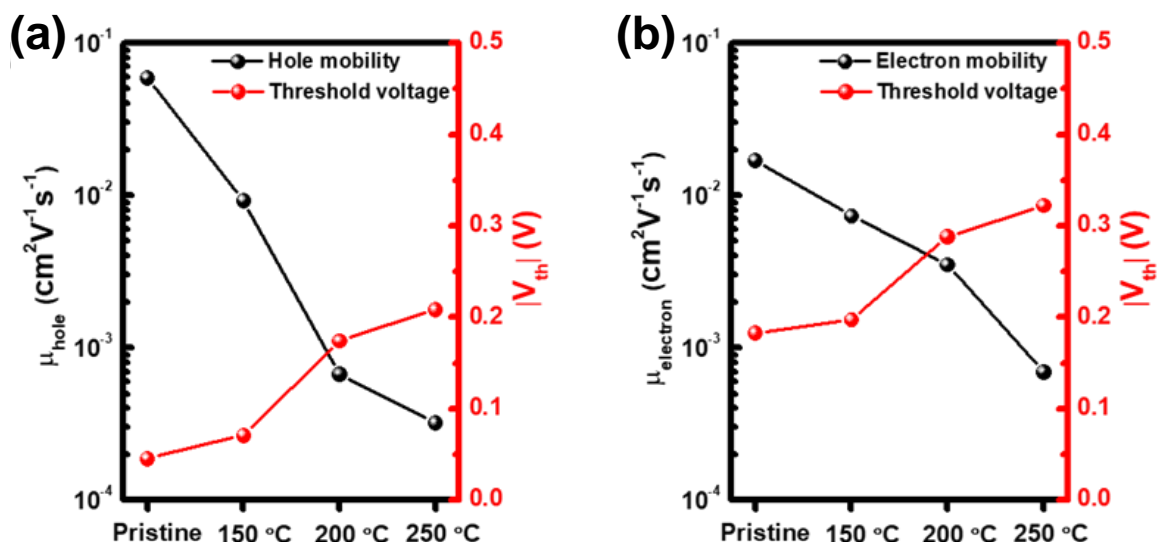 (a)
Hole mobility
Threshold voltage
10⁻¹
10⁻²
10⁻³
10⁻⁴
μhole (cm²V⁻¹s⁻¹)
0.5
0.4
0.3
0.2
0.1
0.0
|Vth| (V)
Pristine 150 °C 200 °C 250 °C
(b)
Electron mobility
Threshold voltage
10⁻¹
10⁻²
10⁻³
10⁻⁴
μelectron (cm²V⁻¹s⁻¹)
0.5
0.4
0.3
0.2
0.1
0.0
|Vth| (V)
Pristine 150 °C 200 °C 250 °C